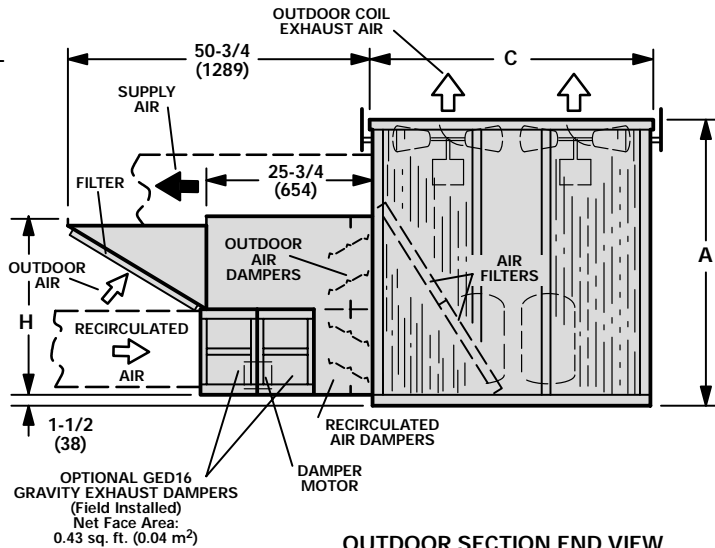 OUTDOOR COIL
EXHAUST AIR
50-3/4
(1289)
C
SUPPLY
AIR
25-3/4
(654)
FILTER
OUTDOOR
AIR
DAMPERS
AIR
FILTERS
A
OUTDOOR
AIR
H
RECIRCULATED
AIR
1-1/2
(38)
RECIRCULATED
AIR DAMPERS
DAMPER
MOTOR
OPTIONAL GED16
GRAVITY EXHAUST DAMPERS
(Field Installed)
Net Face Area:
0.43 sq. ft. (0.04 m²)
OUTDOOR SECTION END VIEW